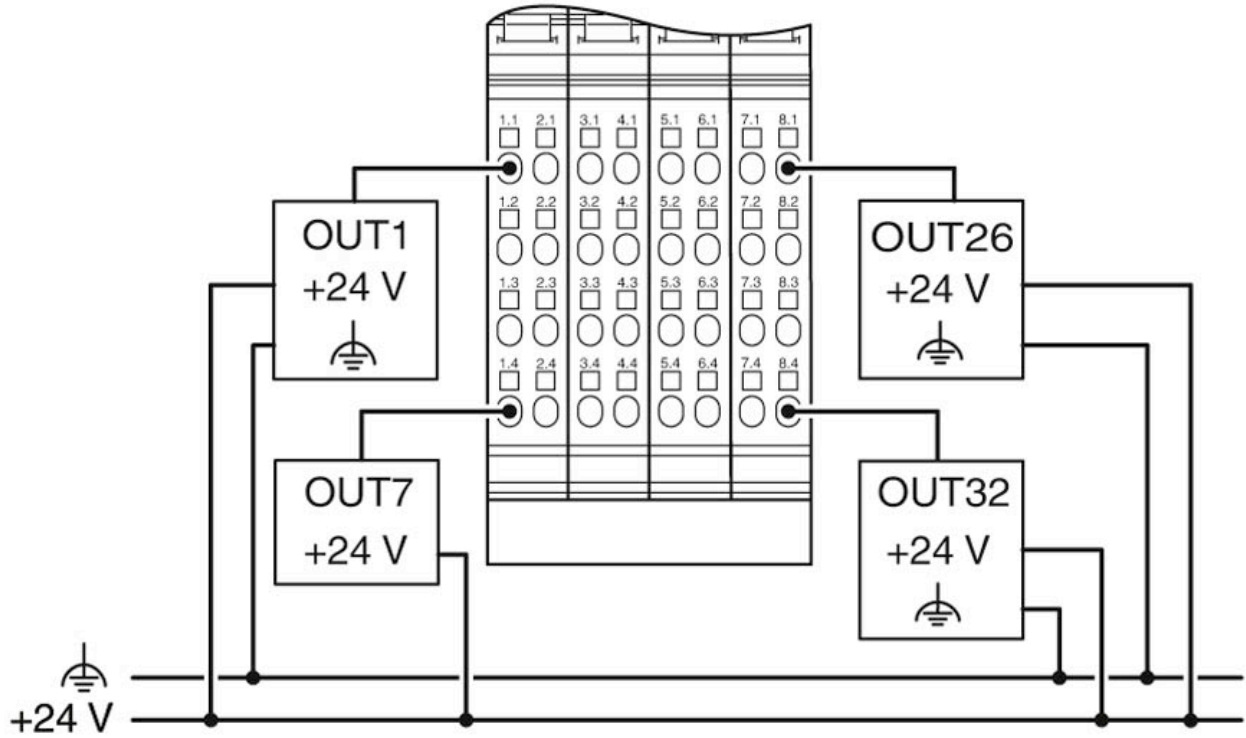 1.1 2.1 3.1 4.1 5.1 6.1 7.1 8.1
1.2 2.2 3.2 4.2 5.2 6.2 7.2 8.2
OUT1
+24 V
OUT26
+24 V
1.3 2.3 3.3 4.3 5.3 6.3 7.3 8.3
1.4 2.4 3.4 4.4 5.4 6.4 7.4 8.4
OUT7
+24 V
OUT32
+24 V
+24 V